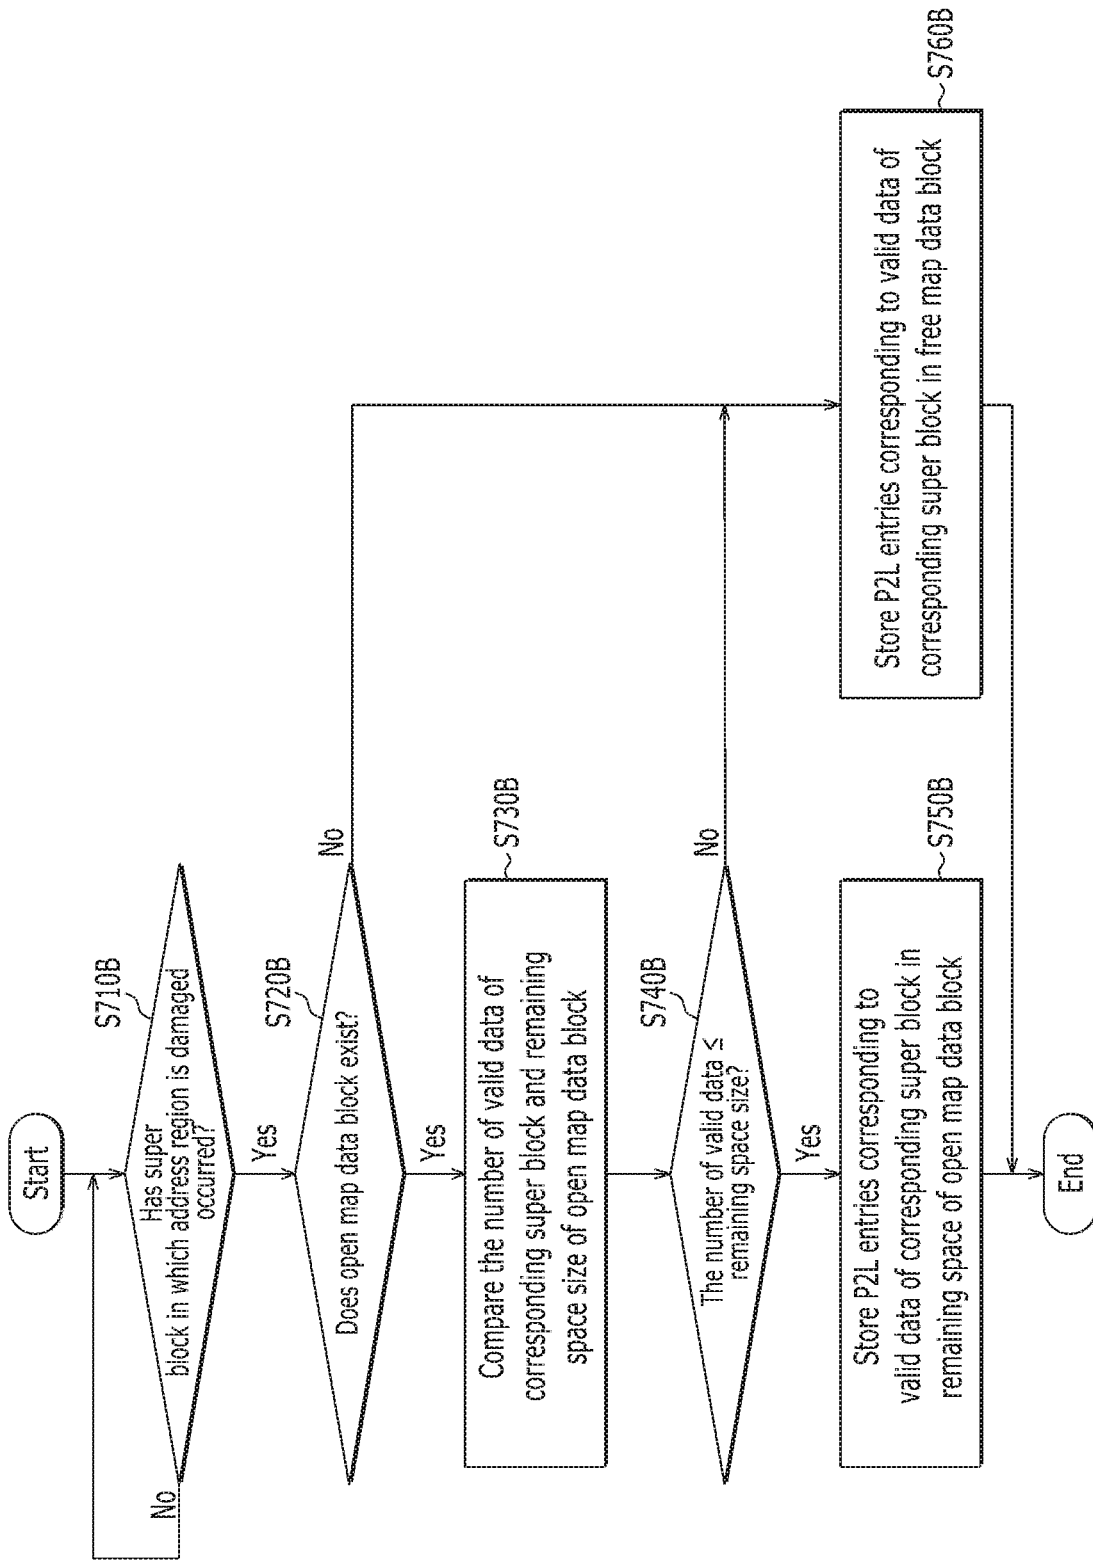 Start
S710B
Has super
block in which address region is damaged
occurred?
No
Yes
S720B
Does open map data block exist?
No
Yes
S730B
Compare the number of valid data of
corresponding super block and remaining
space size of open map data block
S740B
The number of valid data ≤
remaining space size?
No
Yes
S750B
Store P2L entries corresponding to
valid data of corresponding super block in
remaining space of open map data block
S760B
Store P2L entries corresponding to valid data of
corresponding super block in free map data block
End